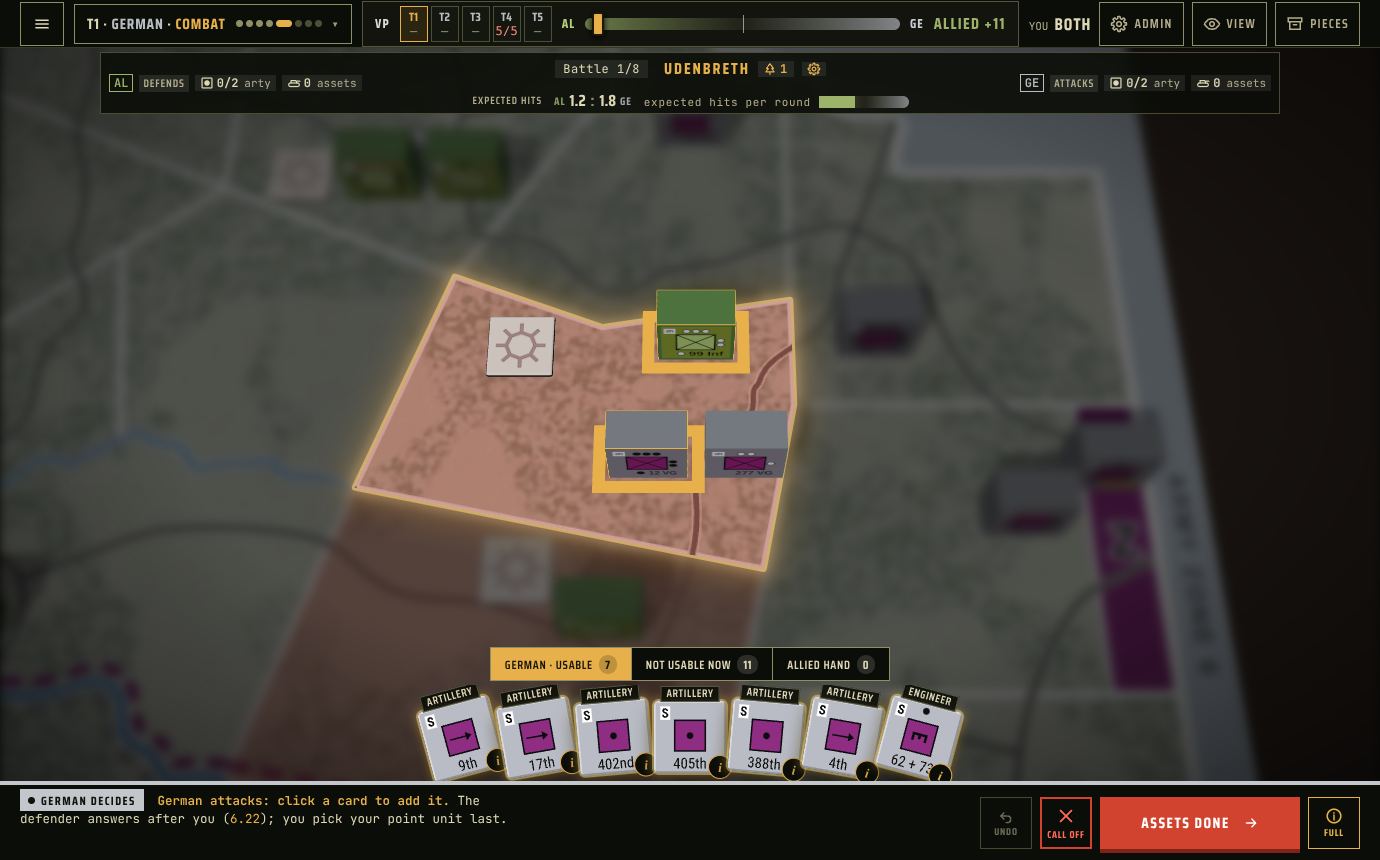 T1 · GERMAN · COMBAT
VP
T1 –
T2 –
T3 –
T4 5/5
T5 –
AL
GE
ALLIED +11
YOU BOTH
ADMIN
VIEW
PIECES
AL DEFENDS 0/2 arty 0 assets
Battle 1/8 UDENBRETH 1
EXPECTED HITS AL 1.2 : 1.8 GE expected hits per round
GE ATTACKS 0/2 arty 0 assets
99 Inf
12 VG
277 VG
GERMAN · USABLE 7
NOT USABLE NOW 11
ALLIED HAND 0
ARTILLERY S 9th i
ARTILLERY S 17th i
ARTILLERY S 402nd i
ARTILLERY S 405th i
ARTILLERY S 388th i
ARTILLERY S 4th i
ENGINEER S E 62 + 73 i
GERMAN DECIDES German attacks: click a card to add it. The
defender answers after you (6.22); you pick your point unit last.
UNDO
CALL OFF
ASSETS DONE →
FULL